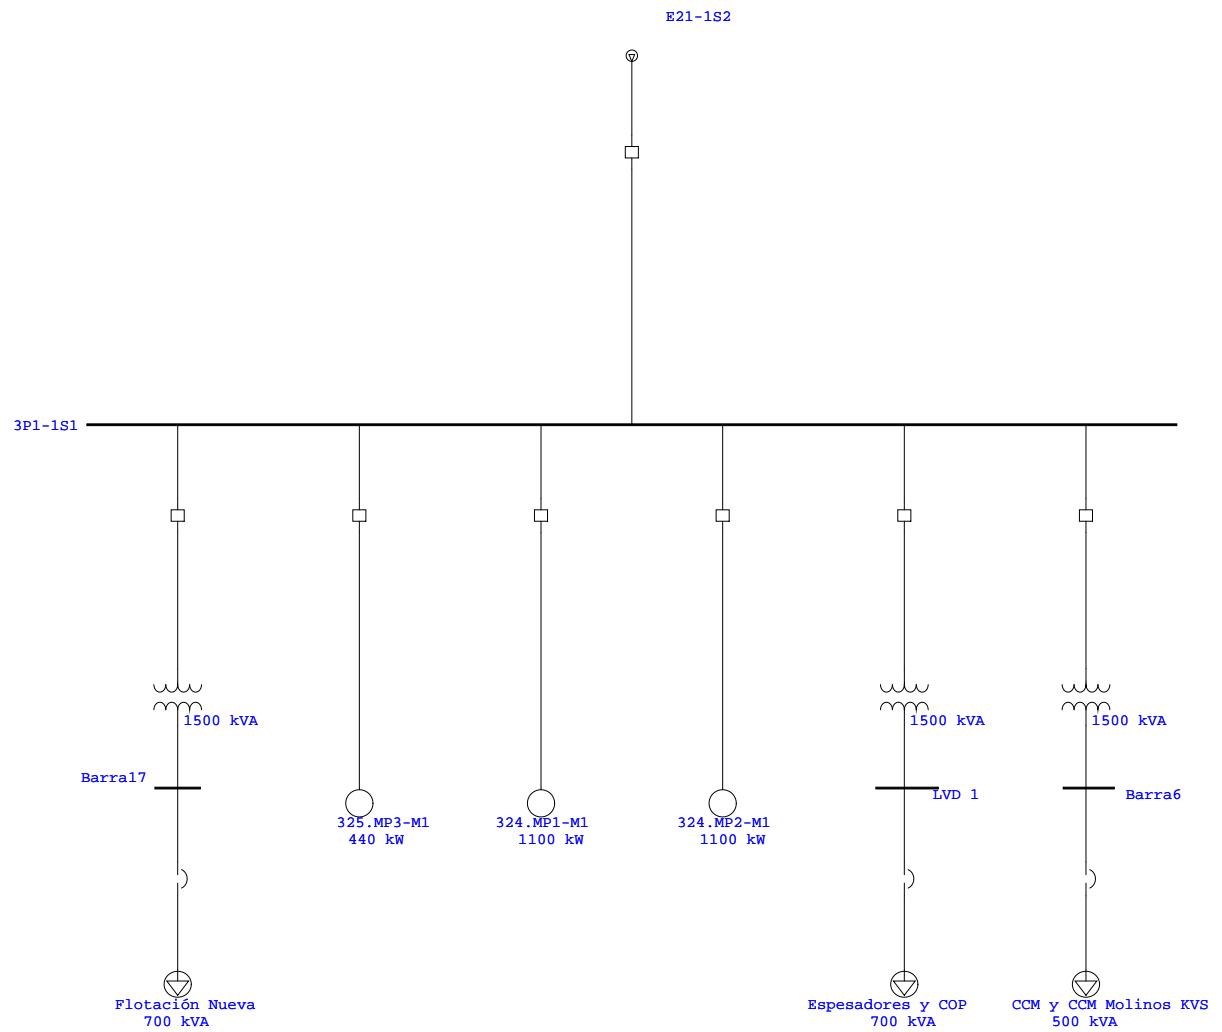 E21-1S2
3P1-1S1
1500 kVA
1500 kVA
1500 kVA
Barra17
LVD 1
Barra6
325.MP3-M1
440 kW
324.MP1-M1
1100 kW
324.MP2-M1
1100 kW
Flotación Nueva
700 kVA
Espesadores y COP
700 kVA
CCM y CCM Molinos KVS
500 kVA